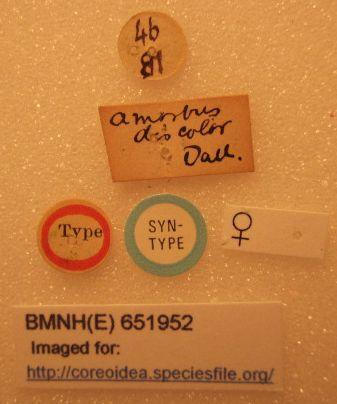 46
81
Amorbus
discolor
Dall.
Type
SYN-
TYPE
♀
BMNH(E) 651952
Imaged for:
http://coreoidea.speciesfile.org/